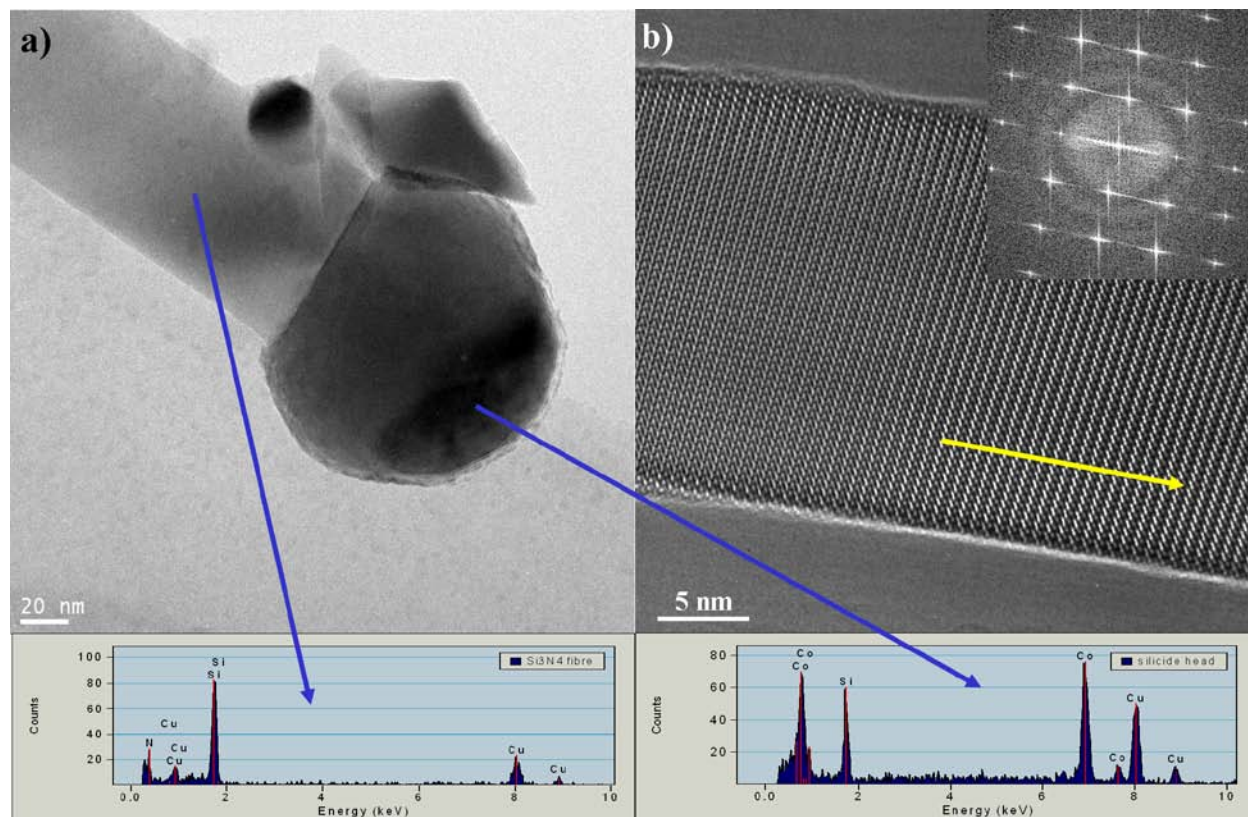 a)
20 nm
b)
5 nm
Si3N4 fibre
Counts
100
80
60
40
20
N
Cu
Cu
Cu
Si
Si
Cu
Cu
0.0 2 4 6 8 10
Energy (keV)
silicide head
Counts
80
60
40
20
Co
Co
Si
Co
Co
Cu
Cu
0.0 2 4 6 8 10
Energy (keV)